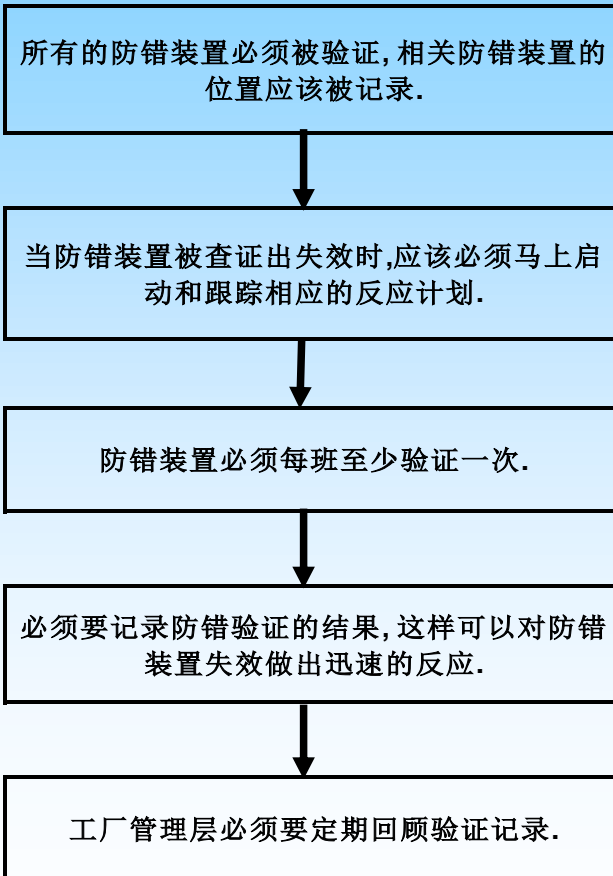 所有的防错装置必须被验证,相关防错装置的
位置应该被记录.
当防错装置被查证出失效时,应该必须马上启
动和跟踪相应的反应计划.
防错装置必须每班至少验证一次.
必须要记录防错验证的结果,这样可以对防错
装置失效做出迅速的反应.
工厂管理层必须要定期回顾验证记录.